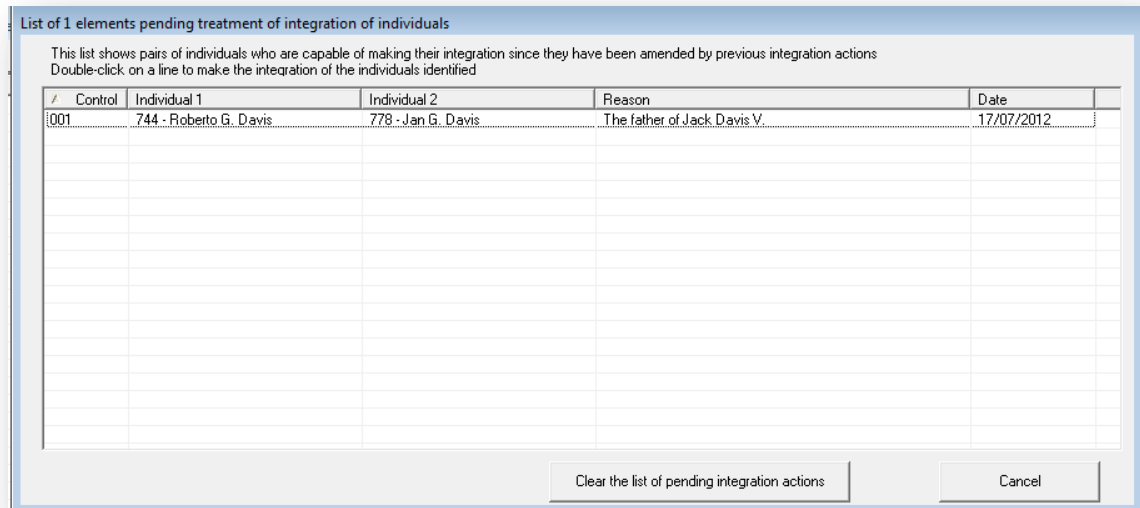 List of 1 elements pending treatment of integration of individuals
This list shows pairs of individuals who are capable of making their integration since they have been amended by previous integration actions
Double-click on a line to make the integration of the individuals identified
Control Individual 1 Individual 2 Reason Date
001 744 - Roberto G. Davis 778 - Jan G. Davis The father of Jack Davis V. 17/07/2012
Clear the list of pending integration actions Cancel